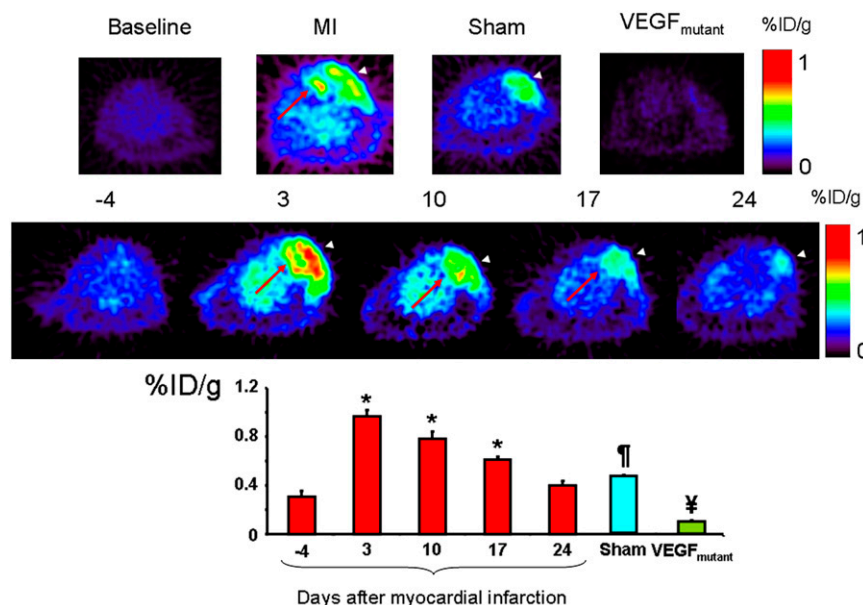 Baseline MI Sham VEGFmutant %ID/g
1
0
-4 3 10 17 24 %ID/g
1
0
%ID/g
1.2
0.8
0.4
0
* * * ¶ ¥
-4 3 10 17 24 Sham VEGFmutant
Days after myocardial infarction